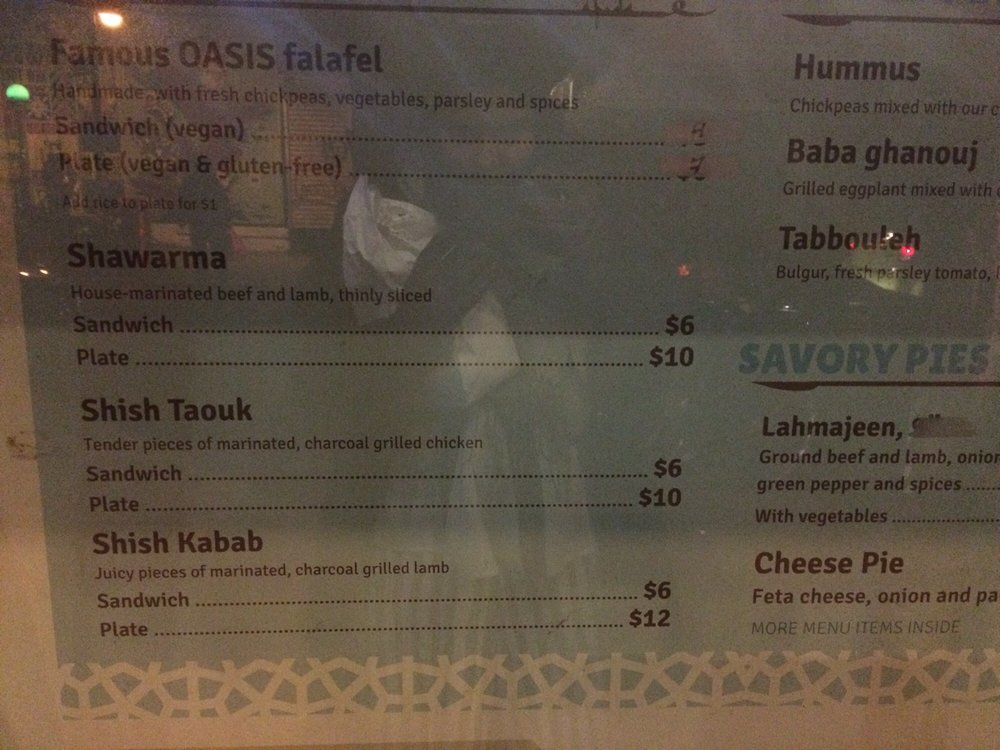 Famous OASIS falafel
Handmade, with fresh chickpeas, vegetables, parsley and spices
Sandwich (vegan) 4
Plate (vegan & gluten-free) 7
Add rice to plate for $1
Shawarma
House-marinated beef and lamb, thinly sliced
Sandwich $6
Plate $10
Shish Taouk
Tender pieces of marinated, charcoal grilled chicken
Sandwich $6
Plate $10
Shish Kabab
Juicy pieces of marinated, charcoal grilled lamb
Sandwich $6
Plate $12
Hummus
Chickpeas mixed with our
Baba ghanouj
Grilled eggplant mixed with
Tabbouleh
Bulgur, fresh parsley tomato,
SAVORY PIES
Lahmajeen,
Ground beef and lamb, onion
green pepper and spices
With vegetables
Cheese Pie
Feta cheese, onion and pa
MORE MENU ITEMS INSIDE